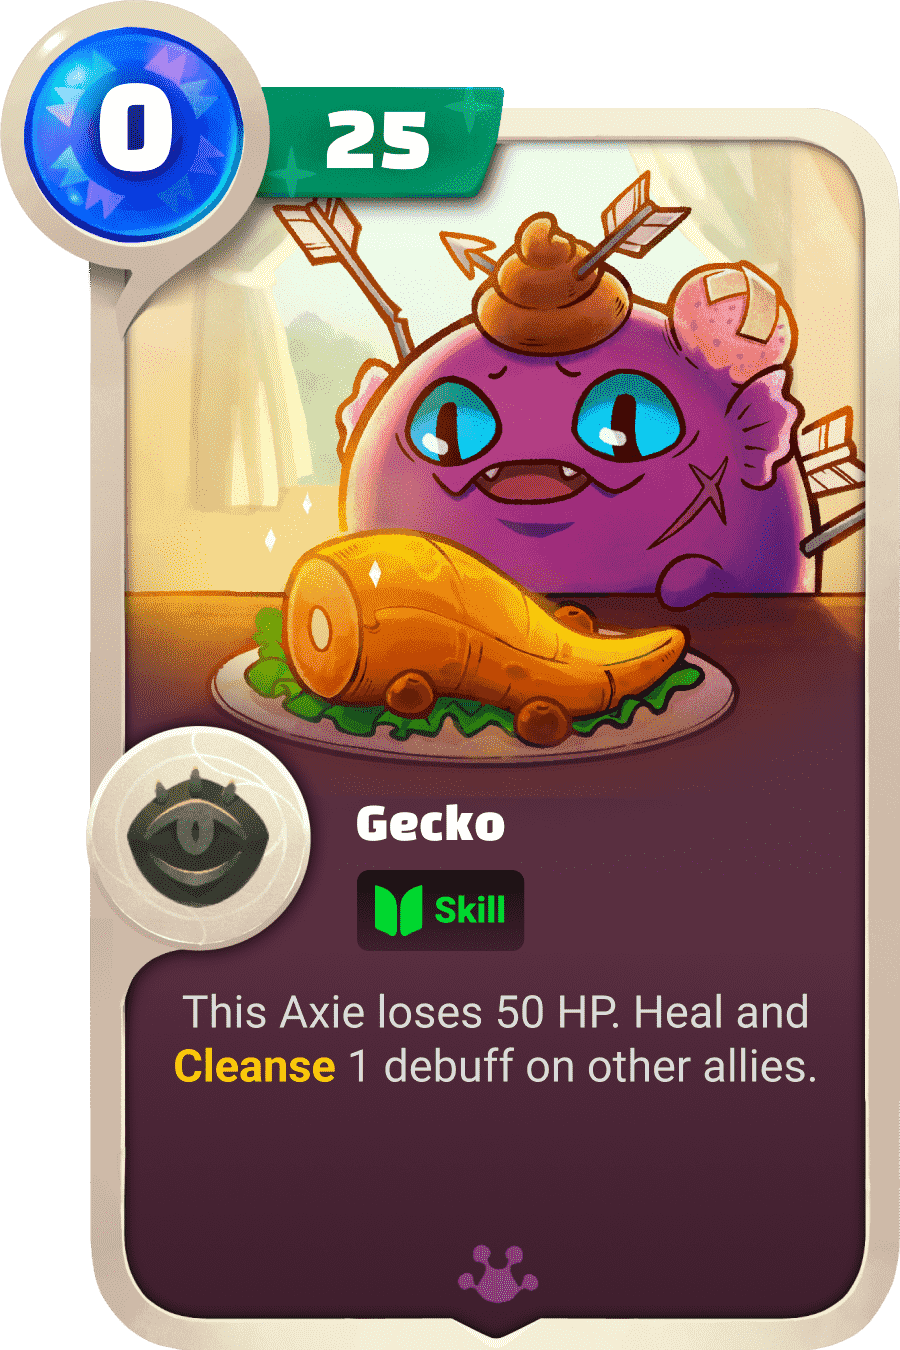 0
25
Gecko
Skill
This Axie loses 50 HP. Heal and
Cleanse 1 debuff on other allies.